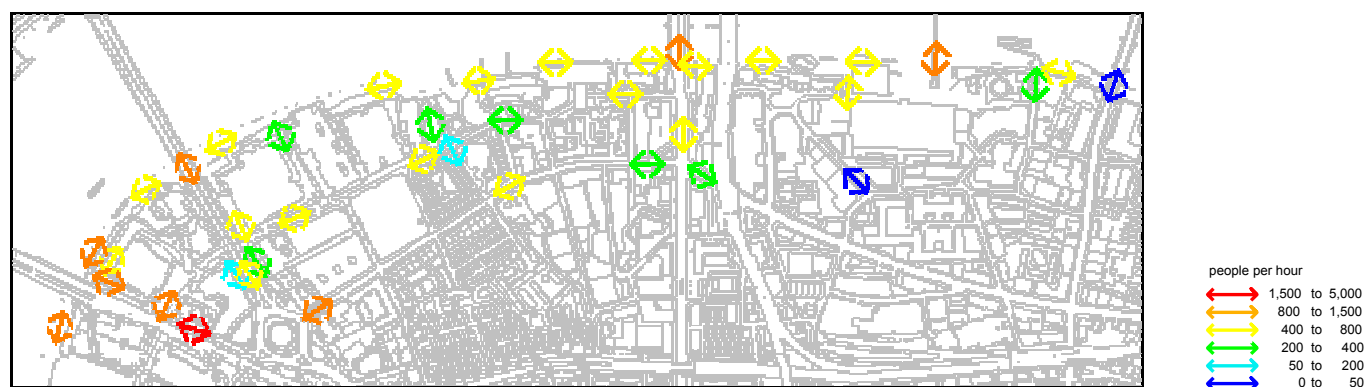 people per hour
1,500 to 5,000
800 to 1,500
400 to 800
200 to 400
50 to 200
0 to 50